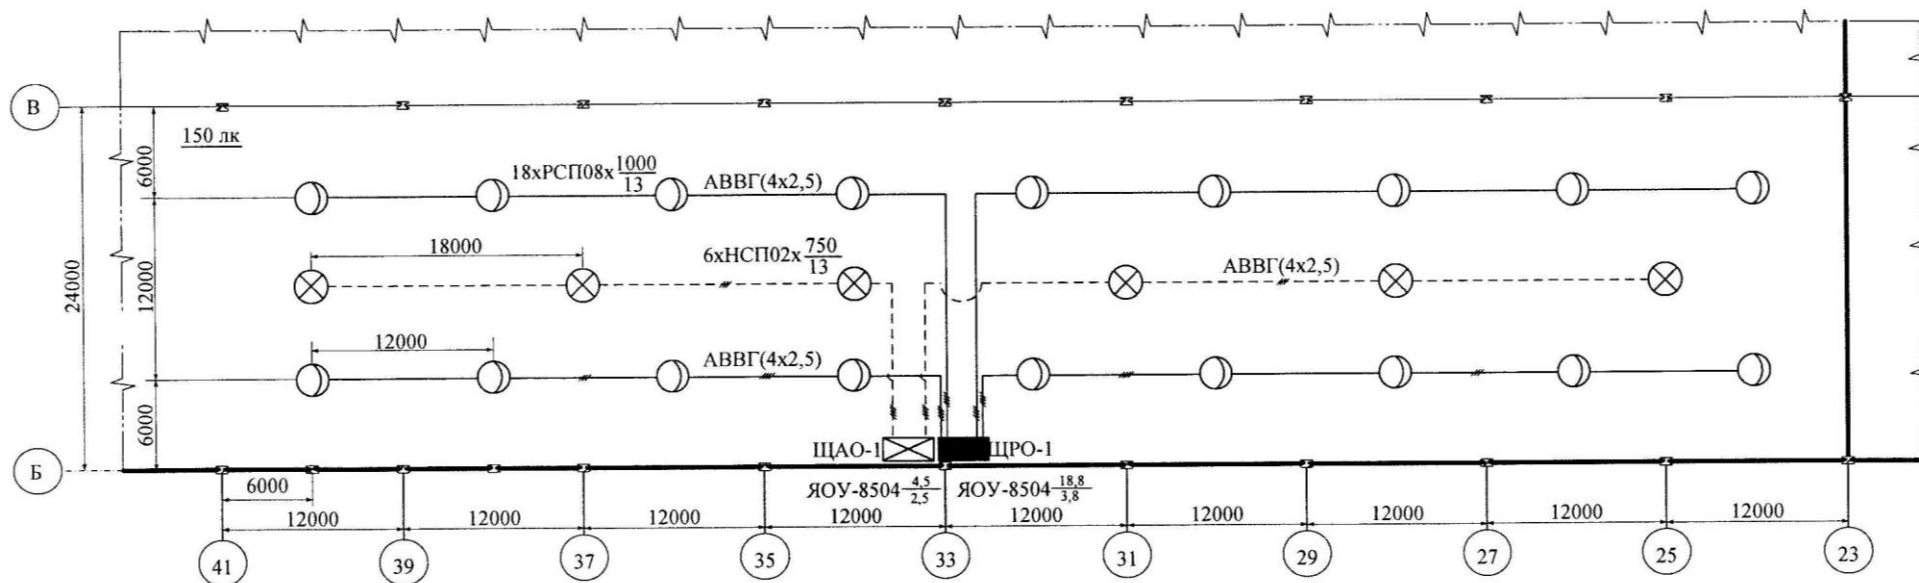 В
150 лк
6000
18хРСП08х 1000/13
АВВГ(4х2,5)
24000
12000
18000
6хНСП02х 750/13
АВВГ(4х2,5)
12000
АВВГ(4х2,5)
6000
ЩАО-1
ЩРО-1
Б
6000
ЯОУ-8504 4,5/2,5
ЯОУ-8504 18,8/3,8
12000
12000
12000
12000
12000
12000
12000
12000
12000
41
39
37
35
33
31
29
27
25
23